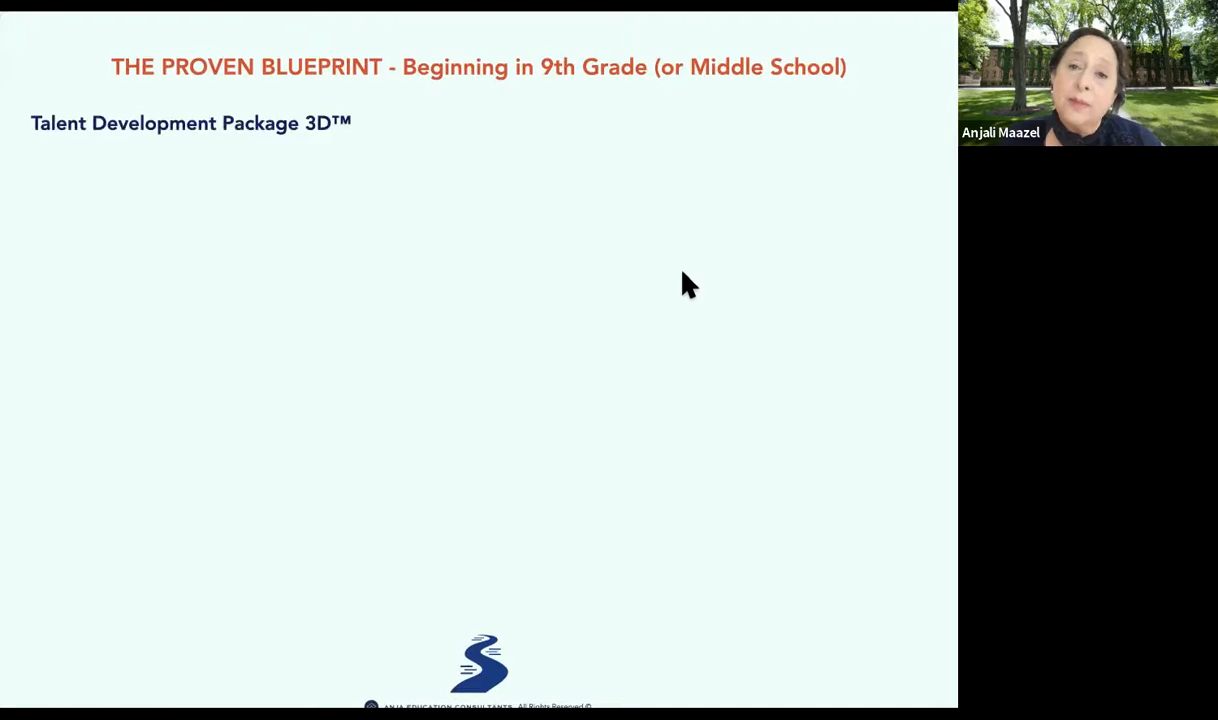 THE PROVEN BLUEPRINT - Beginning in 9th Grade (or Middle School)
Talent Development Package 3D™
Anjali Maazel
ANJA EDUCATION CONSULTANTS All Rights Reserved ©